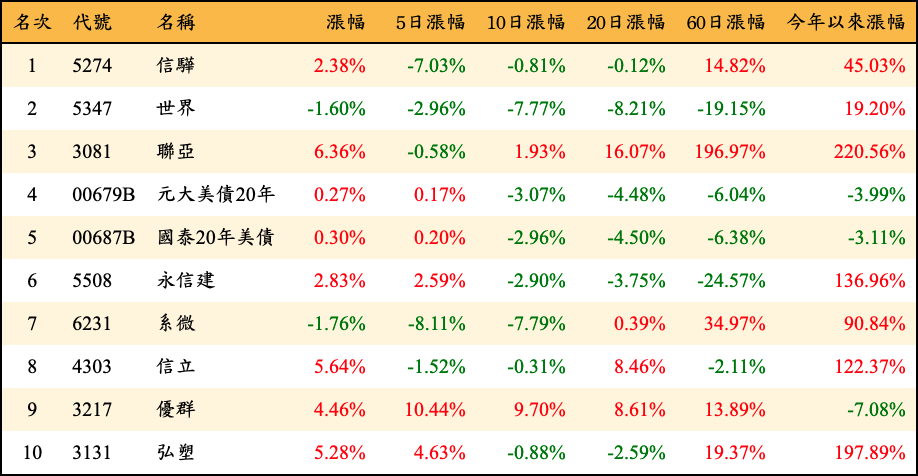 名次 代號 名稱 漲幅 5日漲幅 10日漲幅 20日漲幅 60日漲幅 今年以來漲幅
1 5274 信驊 2.38% -7.03% -0.81% -0.12% 14.82% 45.03%
2 5347 世界 -1.60% -2.96% -7.77% -8.21% -19.15% 19.20%
3 3081 聯亞 6.36% -0.58% 1.93% 16.07% 196.97% 220.56%
4 00679B 元大美債20年 0.27% 0.17% -3.07% -4.48% -6.04% -3.99%
5 00687B 國泰20年美債 0.30% 0.20% -2.96% -4.50% -6.38% -3.11%
6 5508 永信建 2.83% 2.59% -2.90% -3.75% -24.57% 136.96%
7 6231 系微 -1.76% -8.11% -7.79% 0.39% 34.97% 90.84%
8 4303 信立 5.64% -1.52% -0.31% 8.46% -2.11% 122.37%
9 3217 優群 4.46% 10.44% 9.70% 8.61% 13.89% -7.08%
10 3131 弘塑 5.28% 4.63% -0.88% -2.59% 19.37% 197.89%